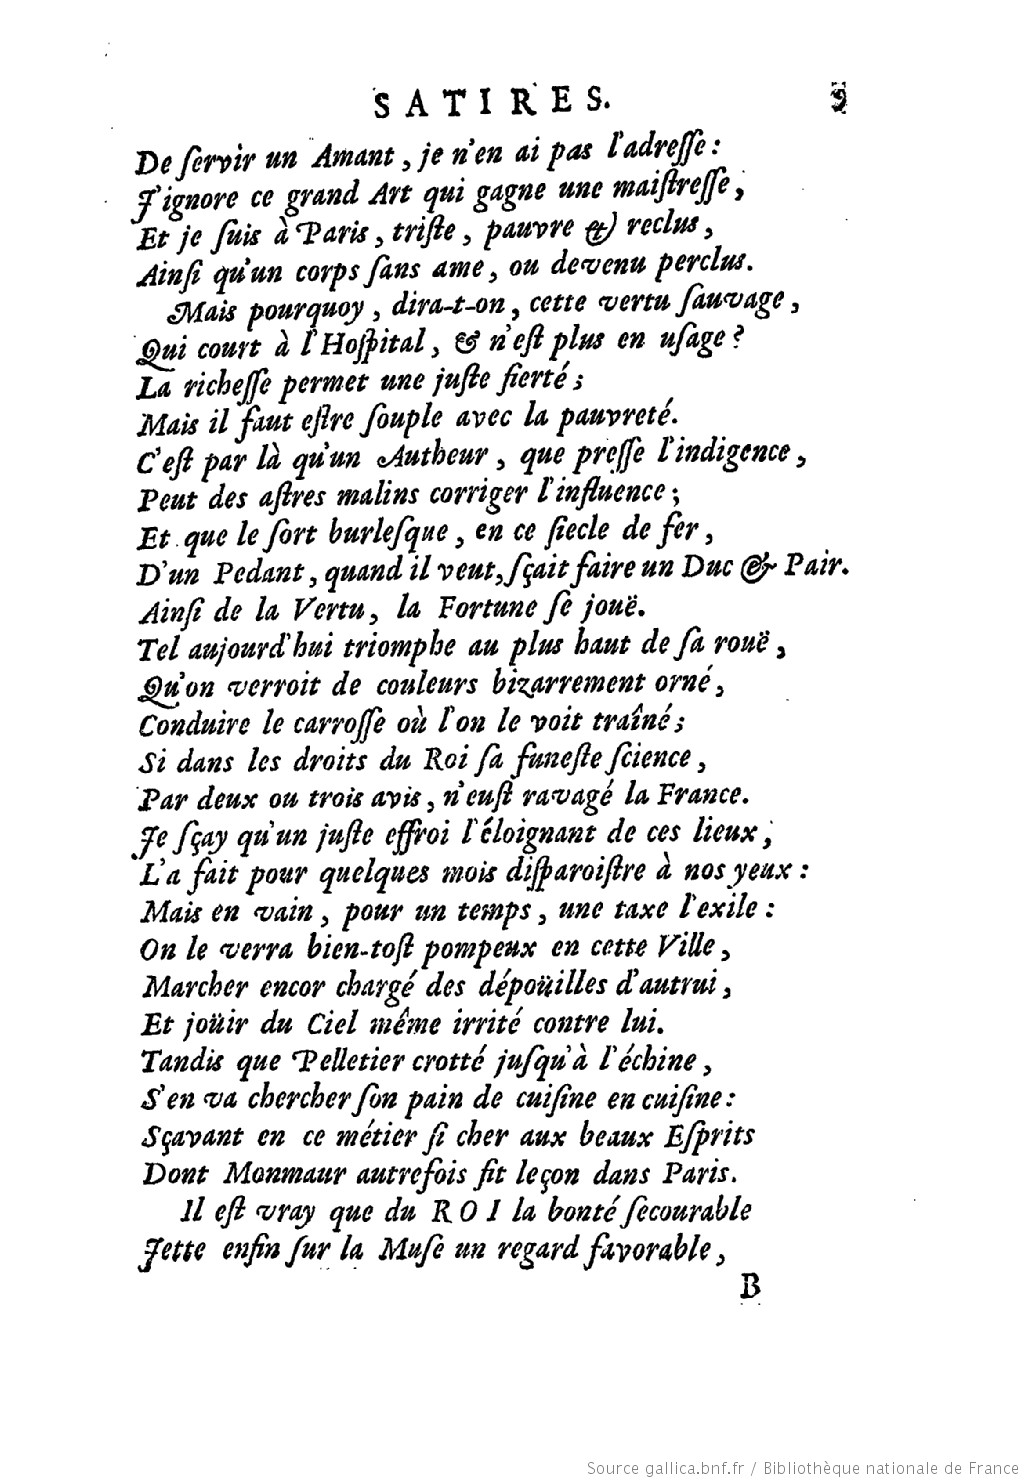 SATIRES. 9
De ſervir un Amant, je n'en ai pas l'adreſſe:
J'ignore ce grand Art qui gagne une maiſtreſſe,
Et je ſuis à Paris, triſte, pauvre & reclus,
Ainſi qu'un corps ſans ame, ou devenu perclus.
Mais pourquoy, dira-t-on, cette vertu ſauvage,
Qui court à l'Hoſpital, & n'eſt plus en uſage?
La richeſſe permet une juſte fierté;
Mais il faut eſtre ſouple avec la pauvreté.
C'eſt par là qu'un Autheur, que preſſe l'indigence,
Peut des aſtres malins corriger l'influence;
Et que le ſort burleſque, en ce ſiecle de fer,
D'un Pedant, quand il veut, ſçait faire un Duc & Pair.
Ainſi de la Vertu, la Fortune ſe jouë.
Tel aujourd'hui triomphe au plus haut de ſa rouë,
Qu'on verroit de couleurs bizarrement orné,
Conduire le carroſſe où l'on le voit traîné;
Si dans les droits du Roi ſa funeſte ſcience,
Par deux ou trois avis, n'euſt ravagé la France.
Je ſçay qu'un juſte effroi l'éloignant de ces lieux,
L'a fait pour quelques mois diſparoiſtre à nos yeux:
Mais en vain, pour un temps, une taxe l'exile:
On le verra bien-toſt pompeux en cette Ville,
Marcher encor chargé des dépoüilles d'autrui,
Et joüir du Ciel même irrité contre lui.
Tandis que Pelletier crotté juſqu'à l'échine,
S'en va chercher ſon pain de cuiſine en cuiſine:
Sçavant en ce métier ſi cher aux beaux Eſprits
Dont Monmaur autrefois fit leçon dans Paris.
Il eſt vray que du ROI la bonté ſecourable
Jette enfin ſur la Muſe un regard favorable,
B
Source gallica.bnf.fr / Bibliothèque nationale de France